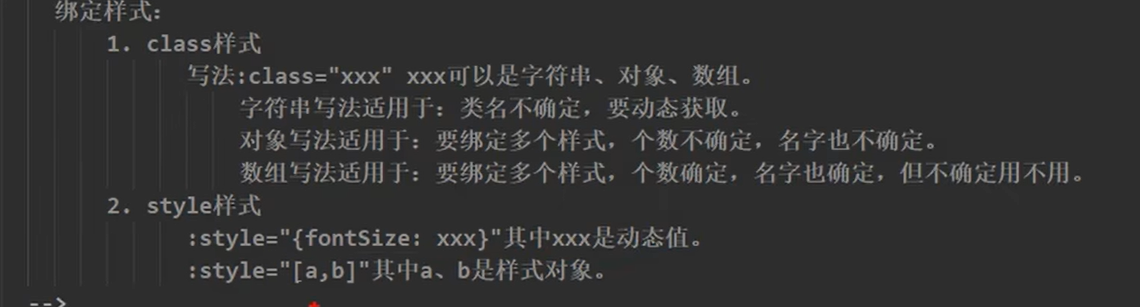 绑定样式：
1. class样式
写法:class="xxx" xxx可以是字符串、对象、数组。
字符串写法适用于：类名不确定，要动态获取。
对象写法适用于：要绑定多个样式，个数不确定，名字也不确定。
数组写法适用于：要绑定多个样式，个数确定，名字也确定，但不确定用不用。
2. style样式
:style="{fontSize: xxx}"其中xxx是动态值。
:style="[a,b]"其中a、b是样式对象。
-->